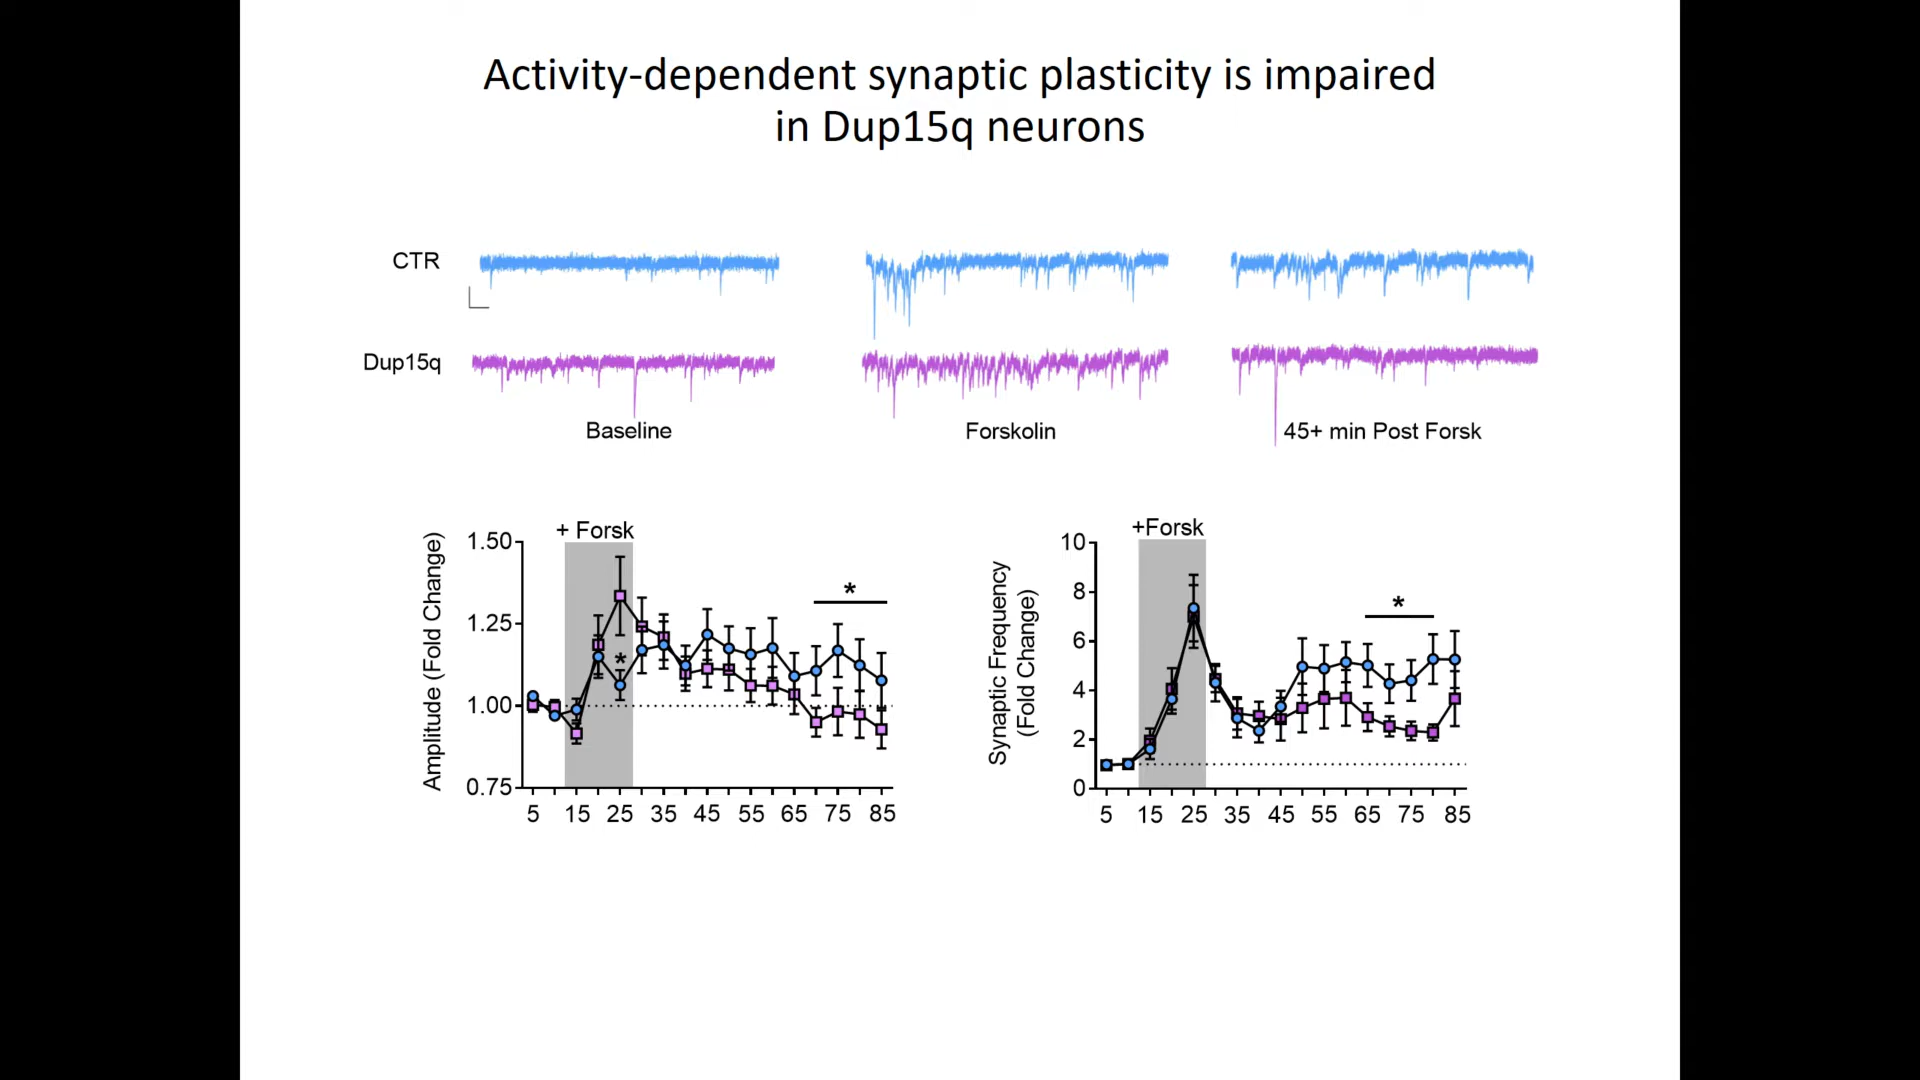 Activity-dependent synaptic plasticity is impaired
in Dup15q neurons
CTR
Dup15q
Baseline
Forskolin
45+ min Post Forsk
+ Forsk
Amplitude (Fold Change)
1.50
1.25
1.00
0.75
*
*
5 15 25 35 45 55 65 75 85
+Forsk
Synaptic Frequency
(Fold Change)
10
8
6
4
2
0
*
5 15 25 35 45 55 65 75 85